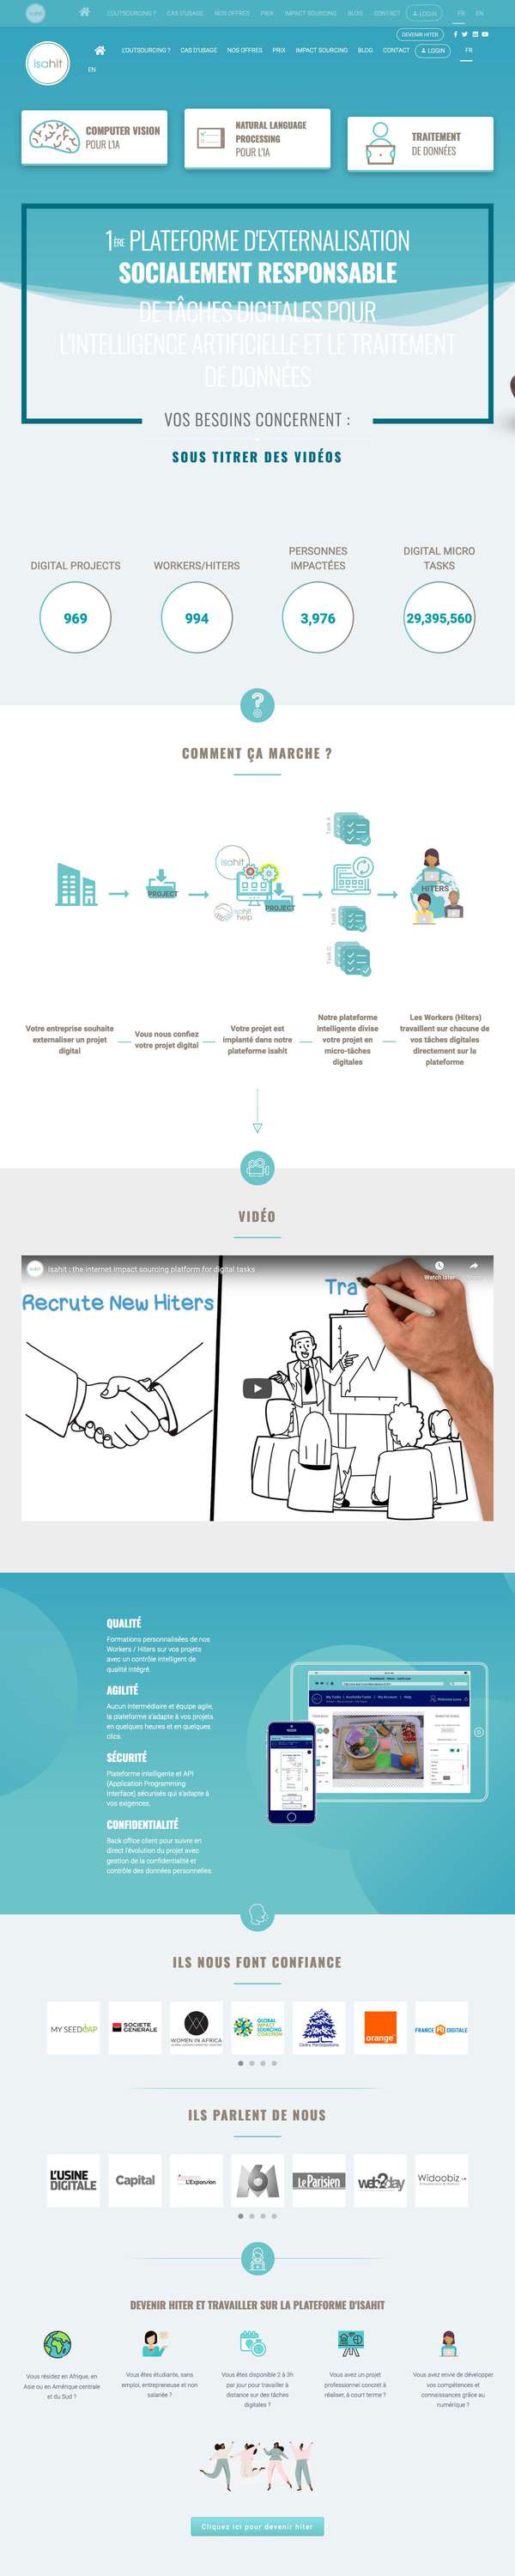 isahit
L'OUTSOURCING ? CAS D'USAGE NOS OFFRES PRIX IMPACT SOURCING BLOG CONTACT LOGIN FR EN
DEVENIR HITER
isahit
L'OUTSOURCING ? CAS D'USAGE NOS OFFRES PRIX IMPACT SOURCING BLOG CONTACT LOGIN FR
EN
COMPUTER VISION
POUR L'IA
NATURAL LANGUAGE
PROCESSING
POUR L'IA
TRAITEMENT
DE DONNÉES
1ÈRE PLATEFORME D'EXTERNALISATION
SOCIALEMENT RESPONSABLE
DE TÂCHES DIGITALES POUR
L'INTELLIGENCE ARTIFICIELLE ET LE TRAITEMENT
DE DONNÉES
VOS BESOINS CONCERNENT :
SOUS TITRER DES VIDÉOS
DIGITAL PROJECTS
WORKERS/HITERS
PERSONNES
IMPACTÉES
DIGITAL MICRO
TASKS
969
994
3,976
29,395,560
COMMENT ÇA MARCHE ?
Task A
isahit
PROJECT
PROJECT
isahit
help
Task B
HITERS
Task C
Votre entreprise souhaite
externaliser un projet
digital
Vous nous confiez
votre projet digital
Votre projet est
implanté dans notre
plateforme isahit
Notre plateforme
intelligente divise
votre projet en
micro-tâches
digitales
Les Workers (Hiters)
travaillent sur chacune de
vos tâches digitales
directement sur la
plateforme
VIDÉO
isahit : the internet impact sourcing platform for digital tasks
Watch later
Recrute New Hiters
Tra
QUALITÉ
Formations personnalisées de nos
Workers / Hiters sur vos projets
avec un contrôle intelligent de
qualité intégré.
AGILITÉ
Aucun intermédiaire et équipe agile,
la plateforme s'adapte à vos projets
en quelques heures et en quelques
clics.
SÉCURITÉ
Plateforme intelligente et API
(Application Programming
Interface) sécurisés qui s'adapte à
vos exigences.
CONFIDENTIALITÉ
Back office client pour suivre en
direct l'évolution du projet avec
gestion de la confidentialité et
contrôle des données personnelles.
My Tasks | Available Tasks | My Account | Help
ILS NOUS FONT CONFIANCE
MY SEEDCAP
SOCIETE
GENERALE
WOMEN IN AFRICA
GLOBAL
IMPACT
SOURCING
COALITION
Cèdre Participations
orange
FRANCE DIGITALE
ILS PARLENT DE NOUS
L'USINE
DIGITALE
Capital
L'Expansion
M6
Le Parisien
web2day
Widoobiz
DEVENIR HITER ET TRAVAILLER SUR LA PLATEFORME D'ISAHIT
Vous résidez en Afrique, en
Asie ou en Amérique centrale
et du Sud ?
Vous êtes étudiante, sans
emploi, entrepreneuse et non
salariée ?
Vous êtes disponible 2 à 3h
par jour pour travailler à
distance sur des tâches
digitales ?
Vous avez un projet
professionnel concret à
réaliser, à court terme ?
Vous avez envie de développer
vos compétences et
connaissances grâce au
numérique ?
Cliquez ici pour devenir hiter